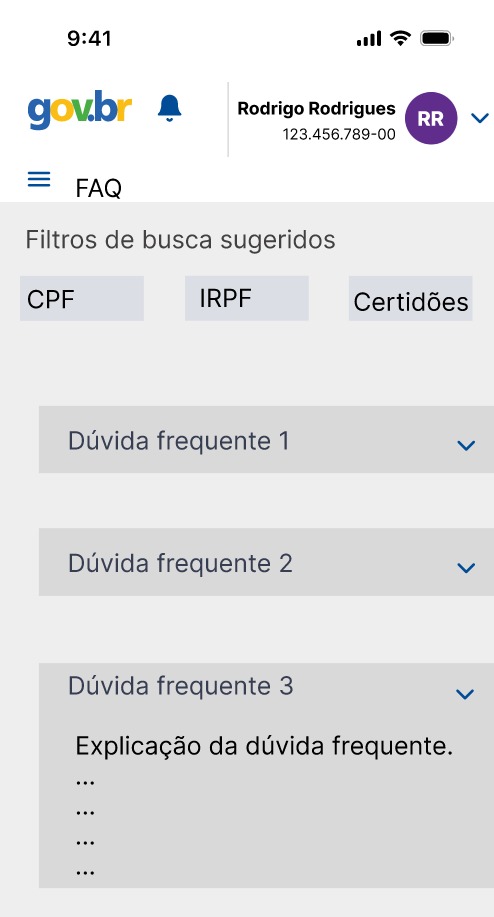 9:41
gov.br
Rodrigo Rodrigues
123.456.789-00
RR
FAQ
Filtros de busca sugeridos
CPF
IRPF
Certidões
Dúvida frequente 1
Dúvida frequente 2
Dúvida frequente 3
Explicação da dúvida frequente.
...
...
...
...